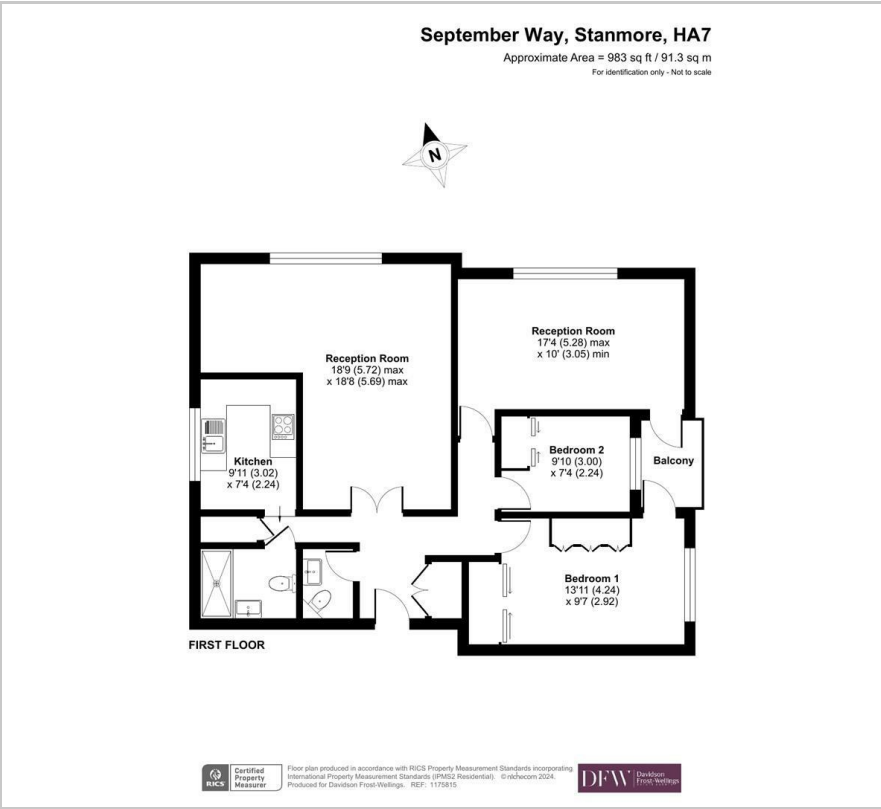 September Way, Stanmore, HA7
Approximate Area = 983 sq ft / 91.3 sq m
For identification only - Not to scale
N
Reception Room
17'4 (5.28) max
x 10' (3.05) min
Reception Room
18'9 (5.72) max
x 18'8 (5.69) max
Kitchen
9'11 (3.02)
x 7'4 (2.24)
Bedroom 2
9'10 (3.00)
x 7'4 (2.24)
Balcony
Bedroom 1
13'11 (4.24)
x 9'7 (2.92)
FIRST FLOOR
RICS
Certified
Property
Measurer
Floor plan produced in accordance with RICS Property Measurement Standards incorporating
International Property Measurement Standards (IPMS2 Residential). © nichecom 2024.
Produced for Davidson Frost-Wellings. REF: 1175815
DFW
Davidson
Frost-Wellings